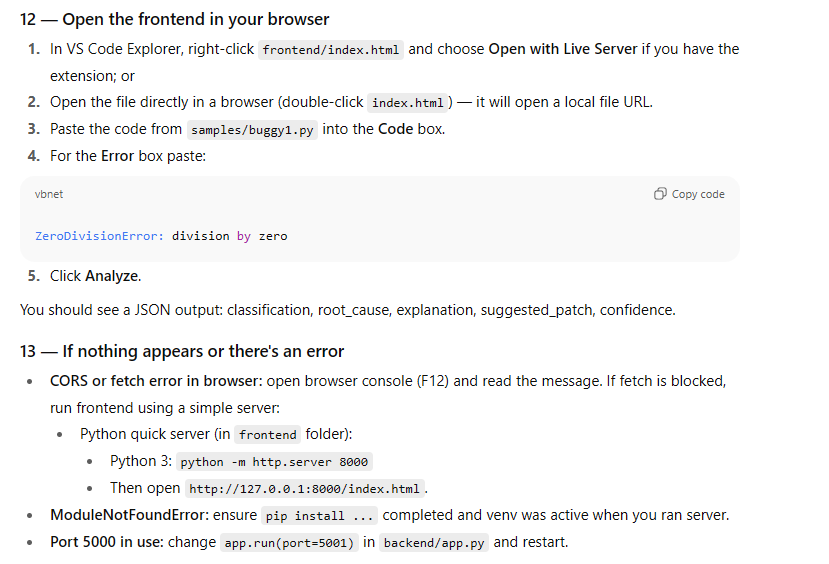 12 — Open the frontend in your browser
1. In VS Code Explorer, right-click frontend/index.html and choose Open with Live Server if you have the
extension; or
2. Open the file directly in a browser (double-click index.html) — it will open a local file URL.
3. Paste the code from samples/buggy1.py into the Code box.
4. For the Error box paste:
vbnet Copy code
ZeroDivisionError: division by zero
5. Click Analyze.
You should see a JSON output: classification, root_cause, explanation, suggested_patch, confidence.
13 — If nothing appears or there's an error
• CORS or fetch error in browser: open browser console (F12) and read the message. If fetch is blocked,
run frontend using a simple server:
• Python quick server (in frontend folder):
• Python 3: python -m http.server 8000
• Then open http://127.0.0.1:8000/index.html.
• ModuleNotFoundError: ensure pip install ... completed and venv was active when you ran server.
• Port 5000 in use: change app.run(port=5001) in backend/app.py and restart.